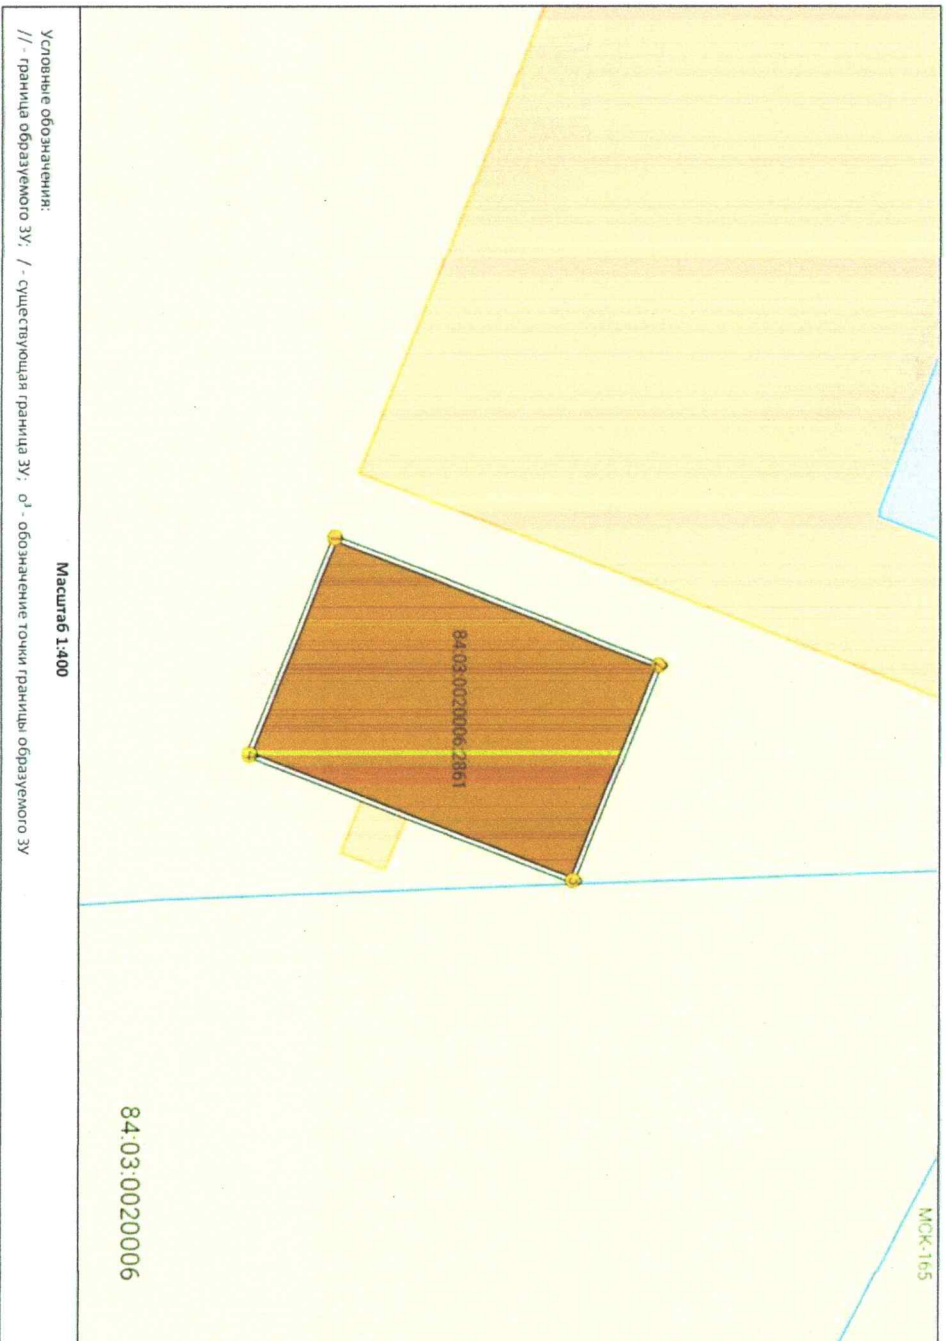 МСК-165
84:03:0020006:2861
84:03:0020006
Масштаб 1:400
Условные обозначения:
// - граница образуемого ЗУ; / - существующая граница ЗУ; о¹ - обозначение точки границы образуемого ЗУ